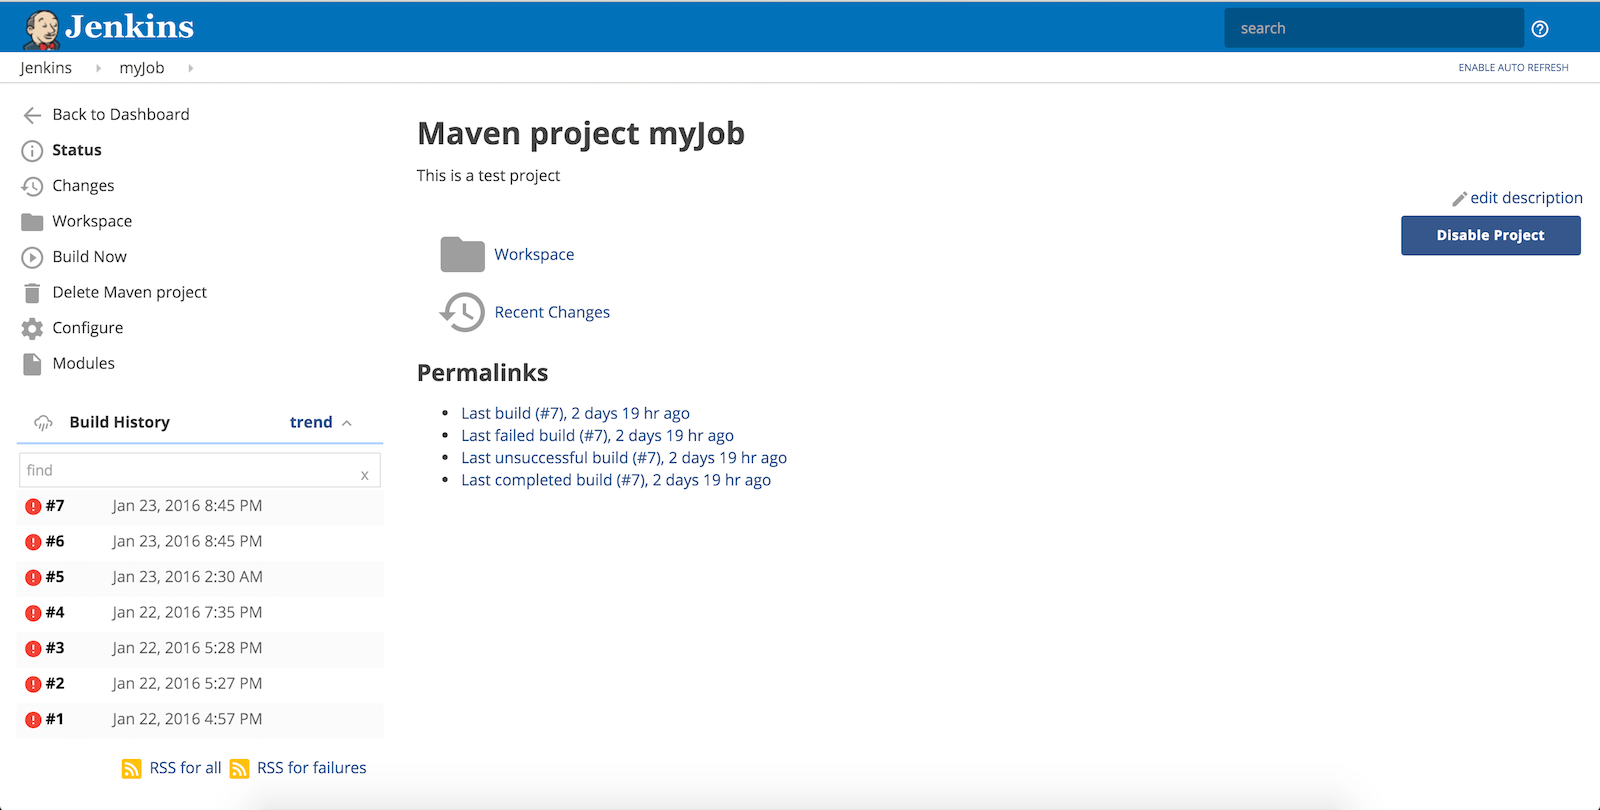 Jenkins
search
Jenkins myJob
ENABLE AUTO REFRESH
Back to Dashboard
Status
Changes
Workspace
Build Now
Delete Maven project
Configure
Modules
Build History trend
find x
#7 Jan 23, 2016 8:45 PM
#6 Jan 23, 2016 8:45 PM
#5 Jan 23, 2016 2:30 AM
#4 Jan 22, 2016 7:35 PM
#3 Jan 22, 2016 5:28 PM
#2 Jan 22, 2016 5:27 PM
#1 Jan 22, 2016 4:57 PM
RSS for all RSS for failures
Maven project myJob
This is a test project
edit description
Disable Project
Workspace
Recent Changes
Permalinks
Last build (#7), 2 days 19 hr ago
Last failed build (#7), 2 days 19 hr ago
Last unsuccessful build (#7), 2 days 19 hr ago
Last completed build (#7), 2 days 19 hr ago